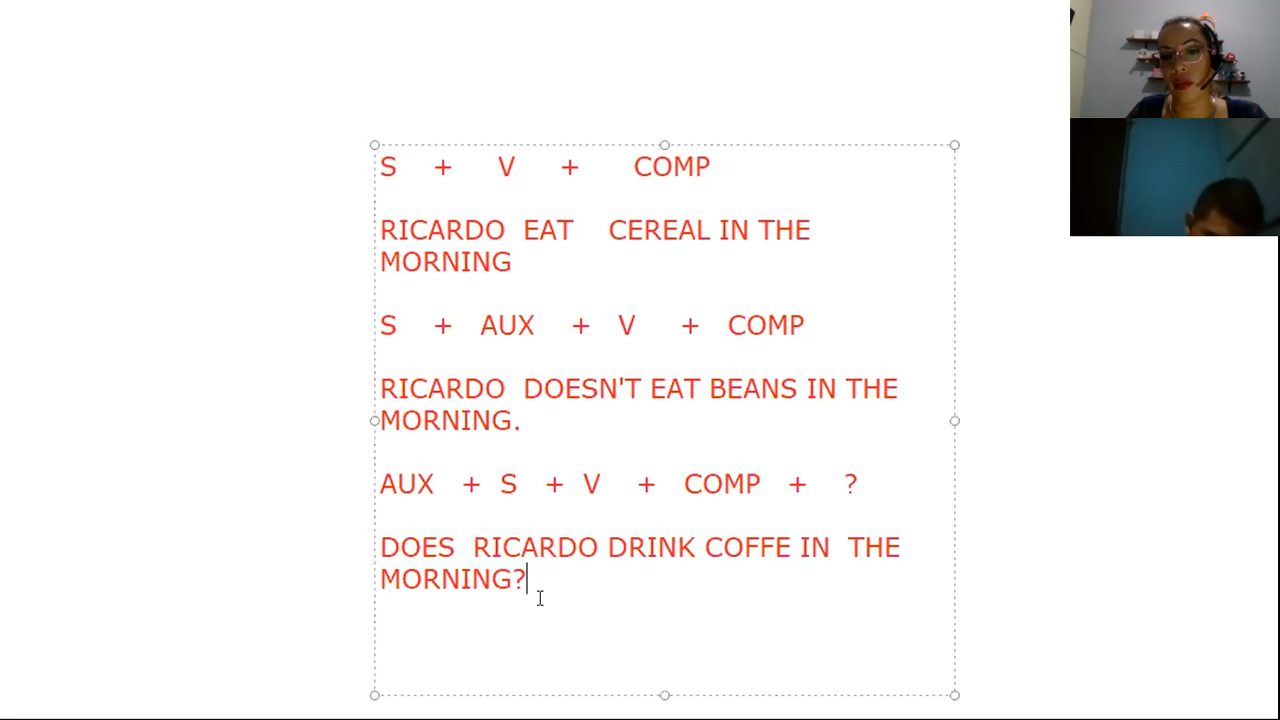 S + V + COMP
RICARDO EAT CEREAL IN THE
MORNING
S + AUX + V + COMP
RICARDO DOESN'T EAT BEANS IN THE
MORNING.
AUX + S + V + COMP + ?
DOES RICARDO DRINK COFFE IN THE
MORNING?